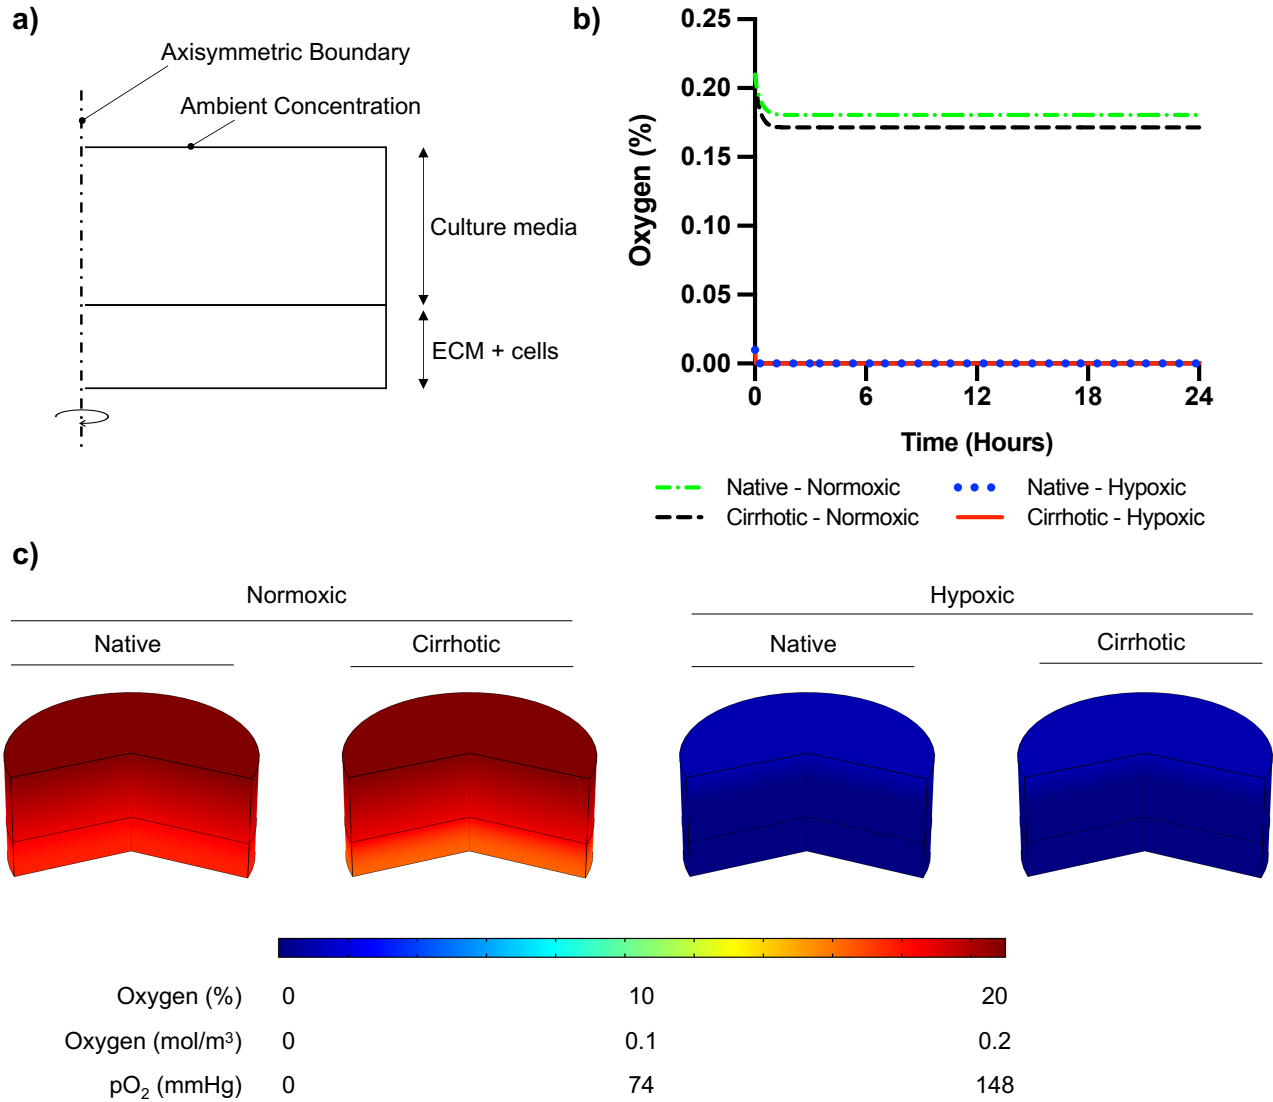 a)
Axisymmetric Boundary
Ambient Concentration
Culture media
ECM + cells
b)
Oxygen (%)
0.25
0.20
0.15
0.10
0.05
0.00
0 6 12 18 24
Time (Hours)
Native - Normoxic Native - Hypoxic
Cirrhotic - Normoxic Cirrhotic - Hypoxic
c)
Normoxic Hypoxic
Native Cirrhotic Native Cirrhotic
Oxygen (%) 0 10 20
Oxygen (mol/m³) 0 0.1 0.2
pO₂ (mmHg) 0 74 148